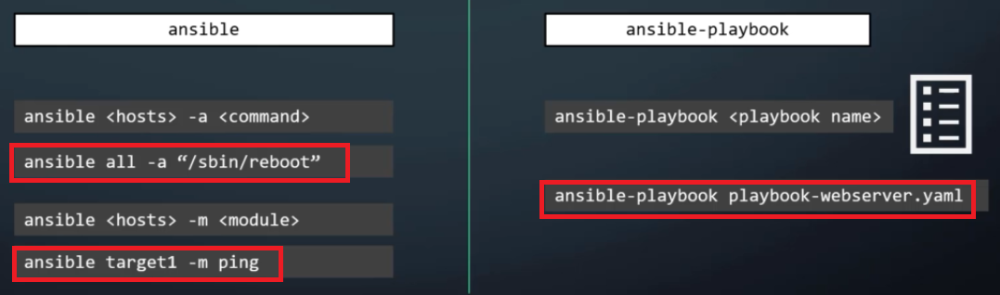 ansible
ansible <hosts> -a <command>
ansible all -a “/sbin/reboot”
ansible <hosts> -m <module>
ansible target1 -m ping
ansible-playbook
ansible-playbook <playbook name>
ansible-playbook playbook-webserver.yaml